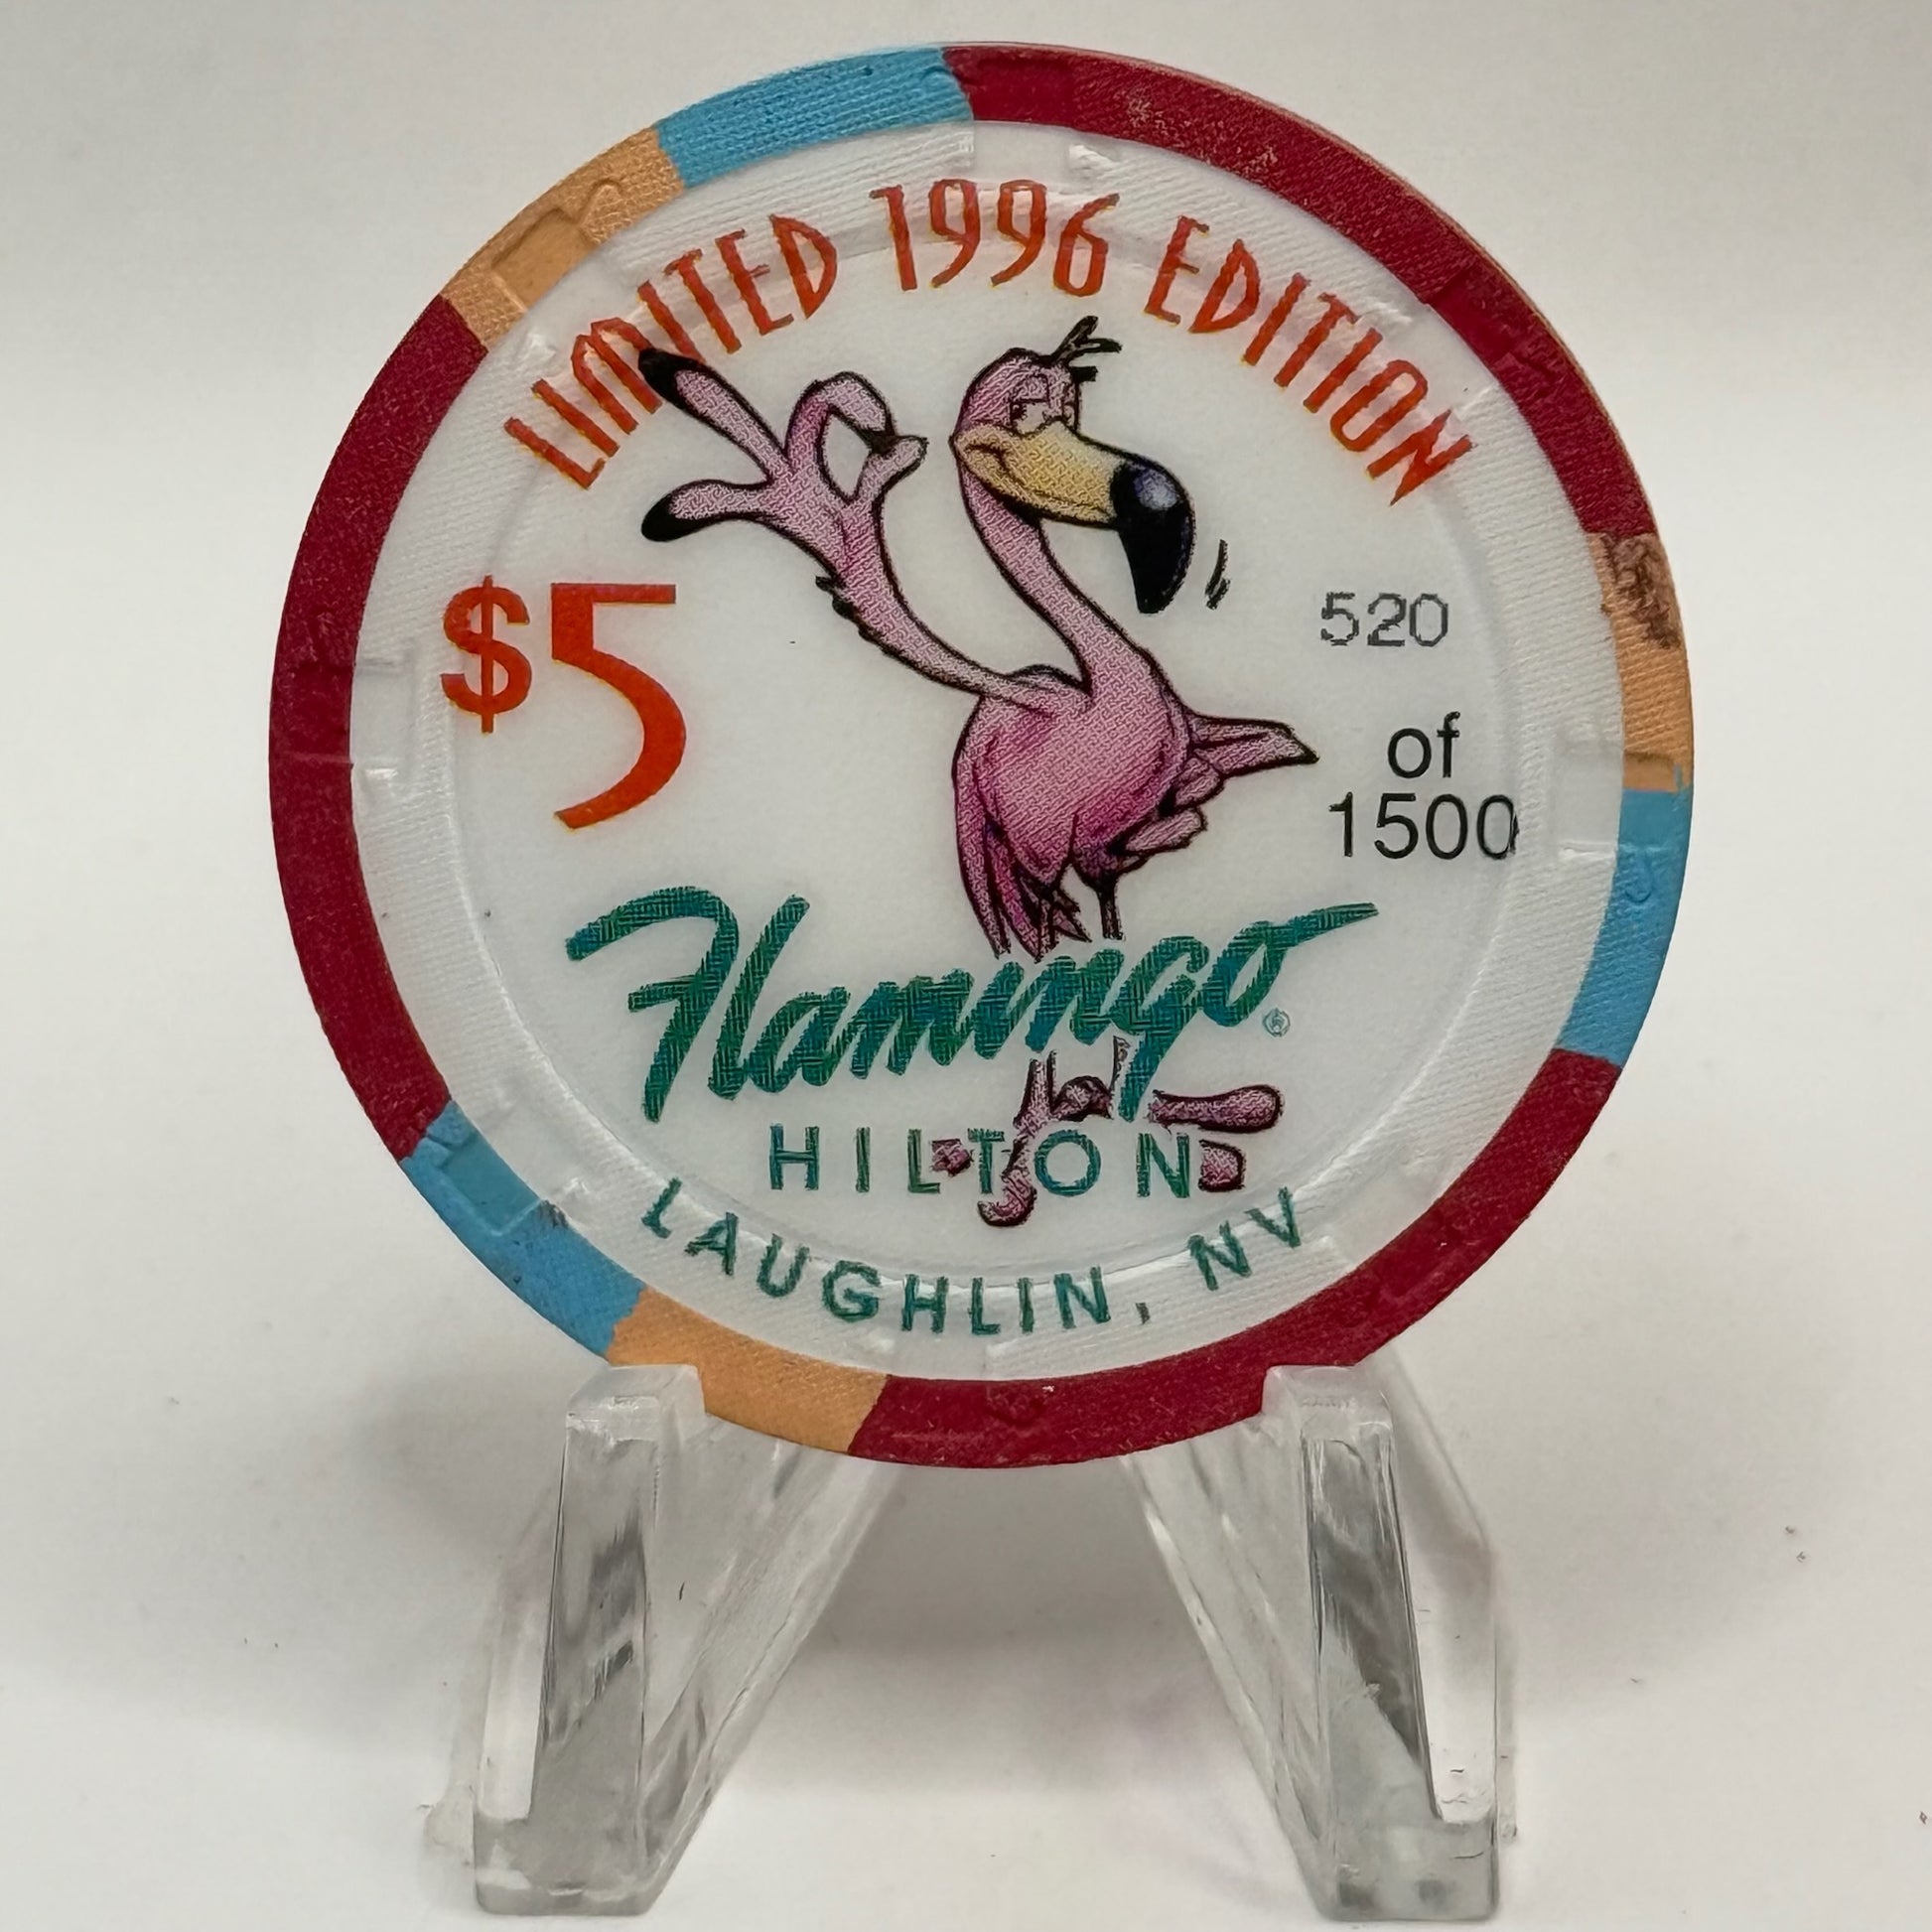 LIMITED 1996 EDITION
$5
520
of
1500
Flamingo®
HILTON
LAUGHLIN, NV